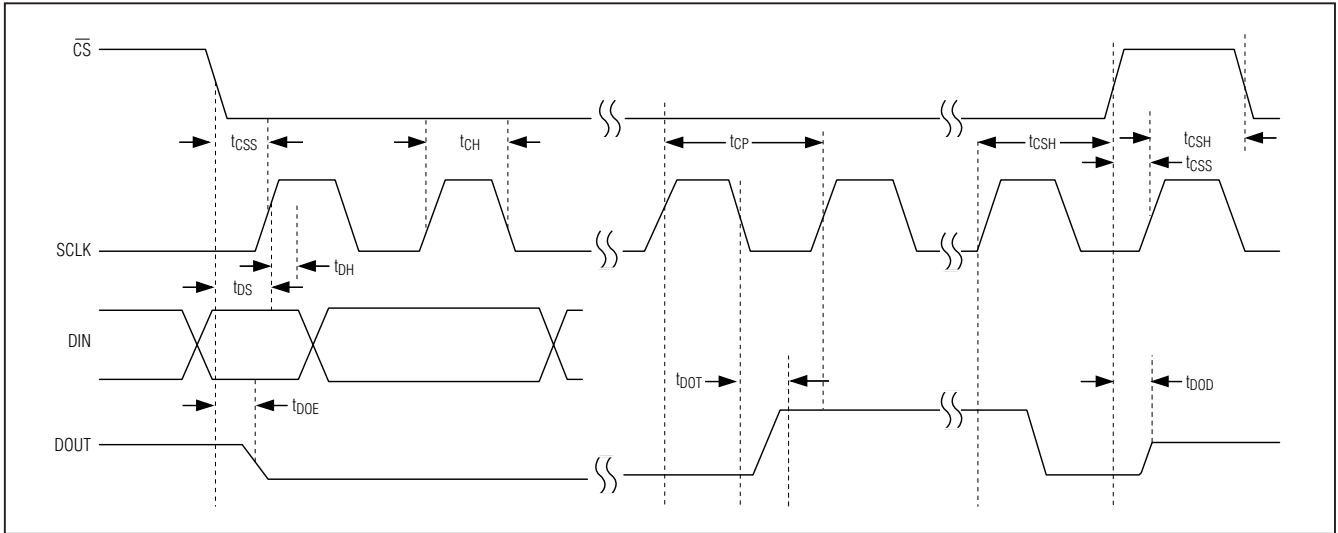 CS
tCSS
tCH
tCP
tCSH
tCSH
tCSS
SCLK
tDH
tDS
DIN
tDOT
tDOD
tDOE
DOUT